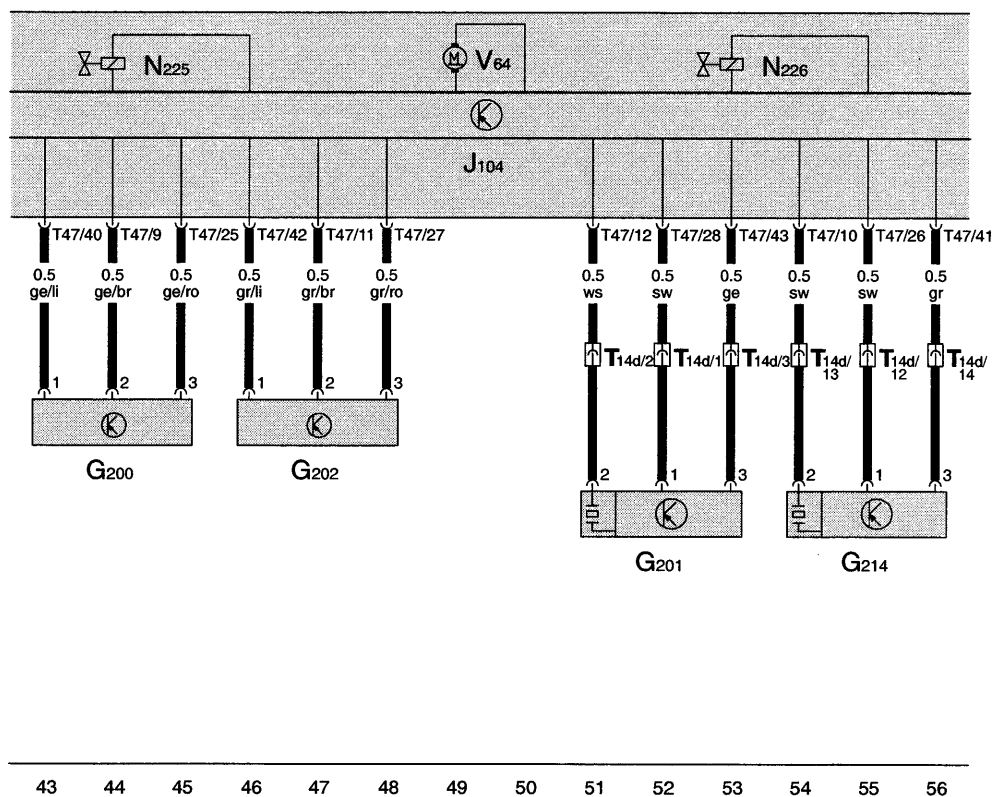 N225 M V64 N226
J104
T47/40 T47/9 T47/25 T47/42 T47/11 T47/27 T47/12 T47/28 T47/43 T47/10 T47/26 T47/41
0.5 0.5 0.5 0.5 0.5 0.5 0.5 0.5 0.5 0.5 0.5 0.5
ge/li ge/br ge/ro gr/li gr/br gr/ro ws sw ge sw sw gr
T14d/2 T14d/1 T14d/3 T14d/13 T14d/12 T14d/14
1 2 3 1 2 3
G200 G202
2 1 3 2 1 3
G201 G214
43 44 45 46 47 48 49 50 51 52 53 54 55 56